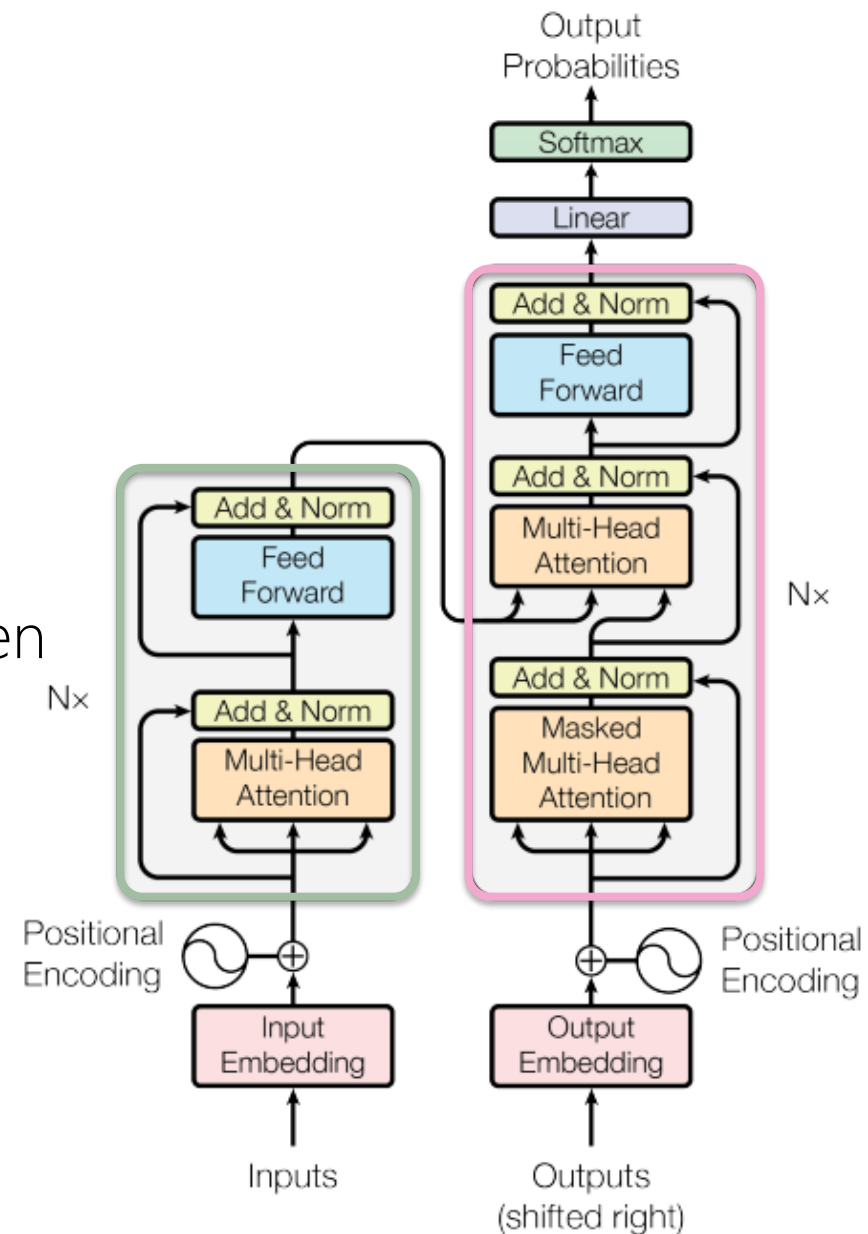 Output
Probabilities
Softmax
Linear
Add & Norm
Feed
Forward
Add & Norm
Multi-Head
Attention
Nx
Add & Norm
Masked
Multi-Head
Attention
Add & Norm
Feed
Forward
en
N×
Add & Norm
Multi-Head
Attention
Positional
Encoding
Positional
Encoding
Input
Embedding
Output
Embedding
Inputs
Outputs
(shifted right)